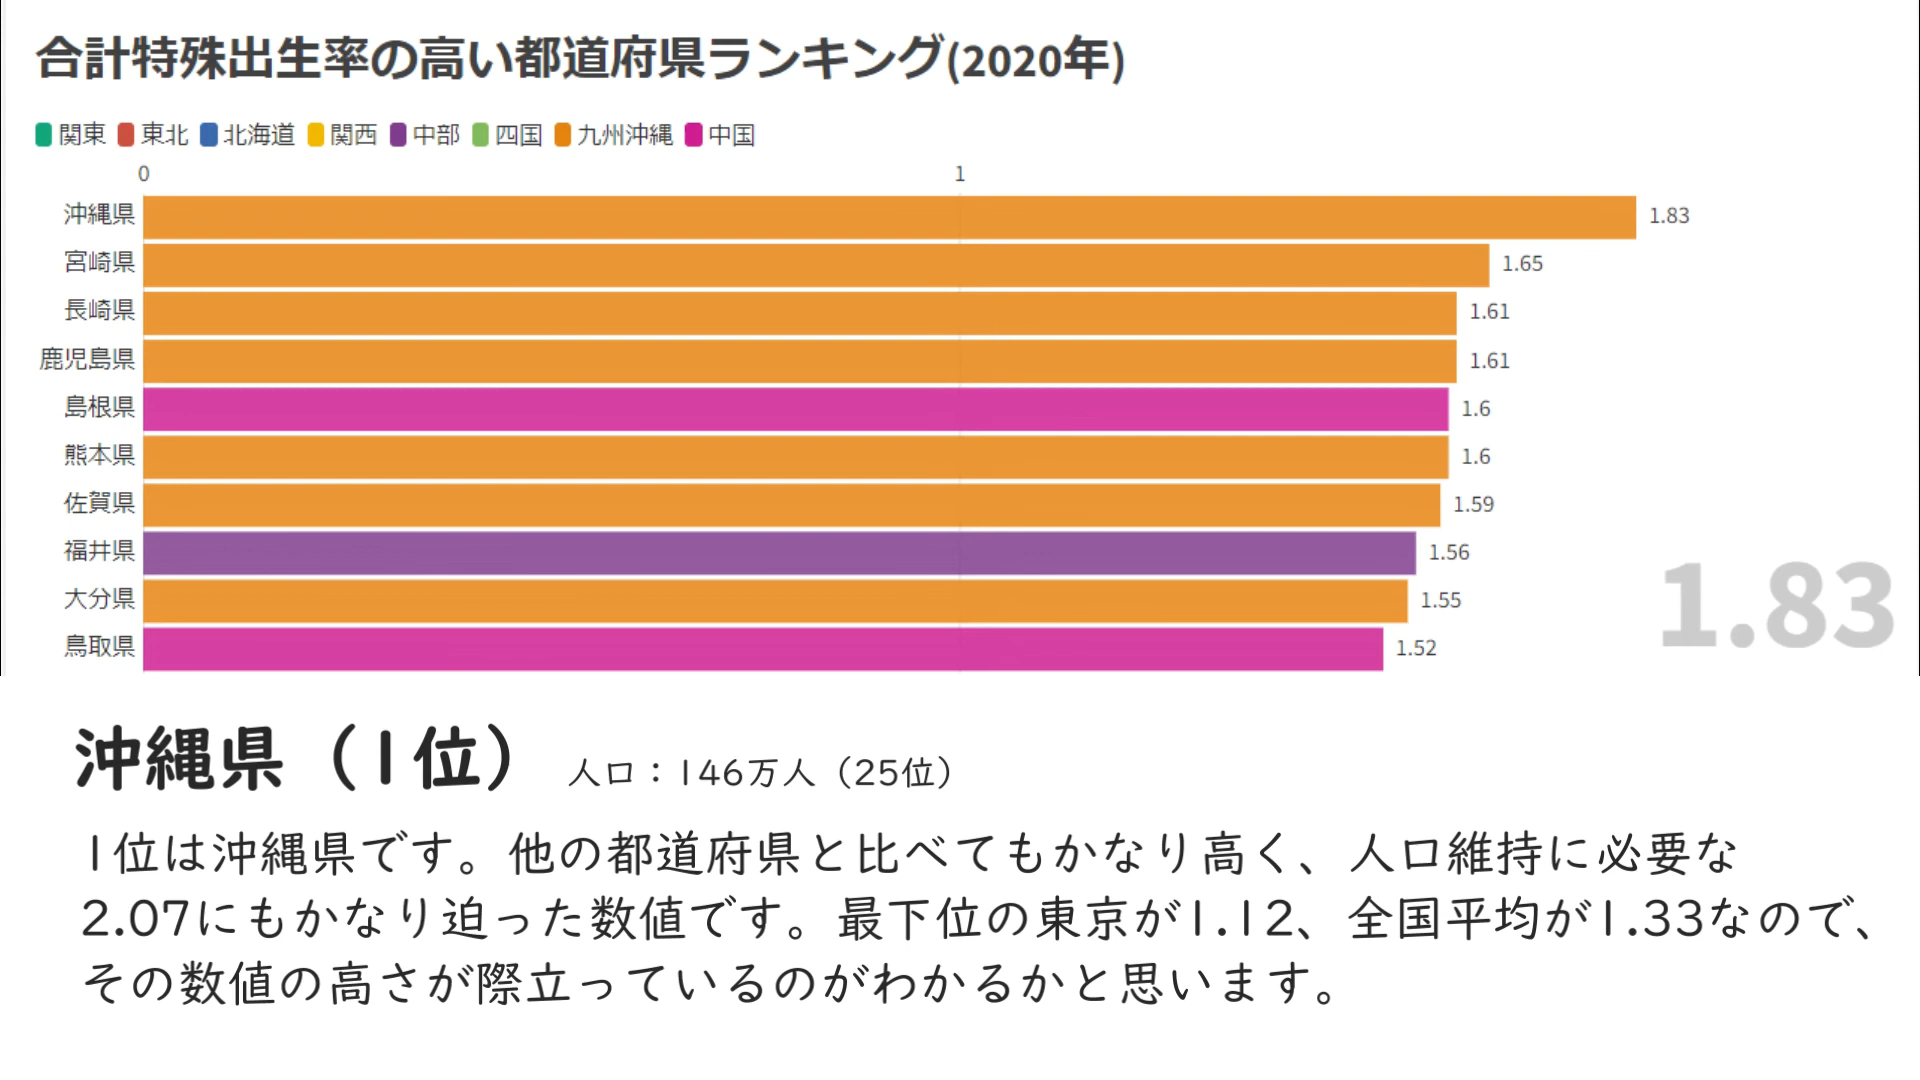 合計特殊出生率の高い都道府県ランキング(2020年)
関東 東北 北海道 関西 中部 四国 九州沖縄 中国
0 1
沖縄県 1.83
宮崎県 1.65
長崎県 1.61
鹿児島県 1.61
島根県 1.6
熊本県 1.6
佐賀県 1.59
福井県 1.56
大分県 1.55
鳥取県 1.52
1.83
沖縄県（1位） 人口：146万人（25位）
1位は沖縄県です。他の都道府県と比べてもかなり高く、人口維持に必要な
2.07にもかなり迫った数値です。最下位の東京が1.12、全国平均が1.33なので、
その数値の高さが際立っているのがわかるかと思います。